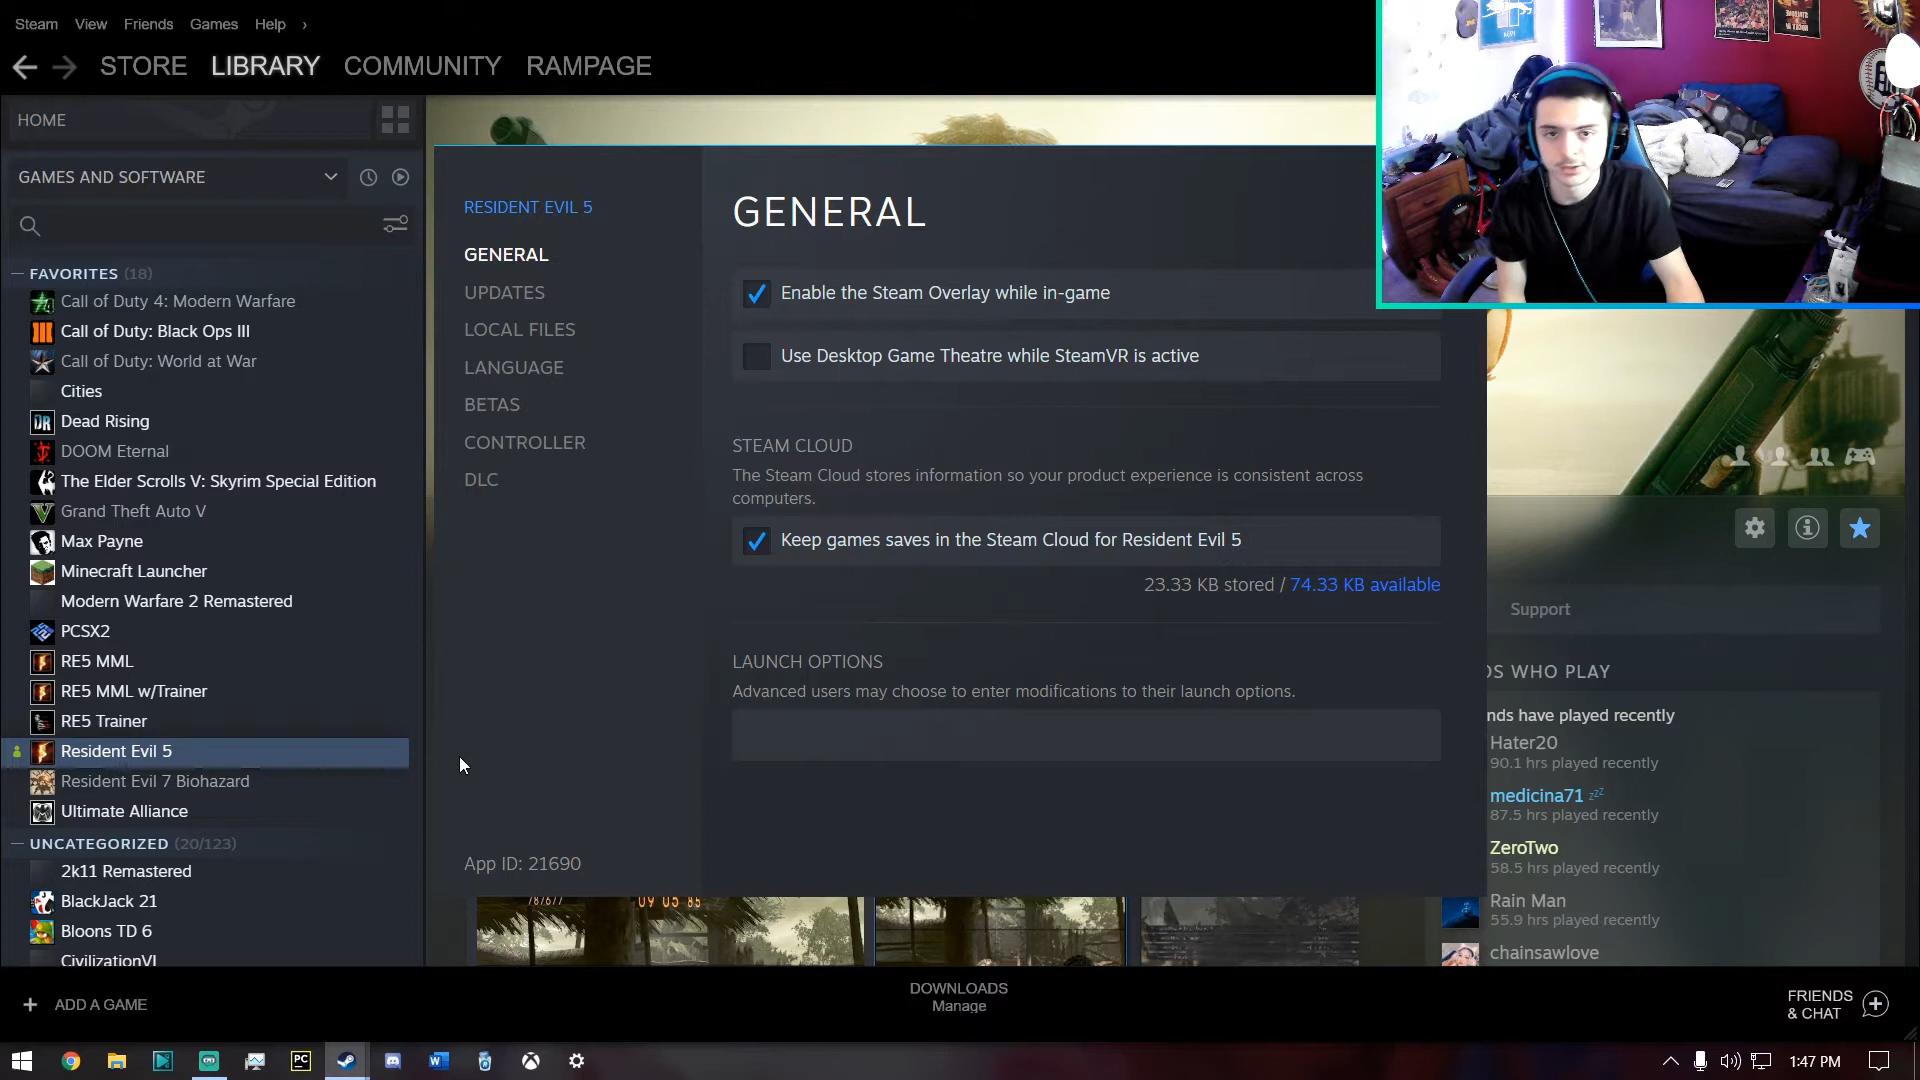 Steam View Friends Games Help ›
STORE LIBRARY COMMUNITY RAMPAGE
HOME
GAMES AND SOFTWARE
FAVORITES (18)
Call of Duty 4: Modern Warfare
Call of Duty: Black Ops III
Call of Duty: World at War
Cities
Dead Rising
DOOM Eternal
The Elder Scrolls V: Skyrim Special Edition
Grand Theft Auto V
Max Payne
Minecraft Launcher
Modern Warfare 2 Remastered
PCSX2
RE5 MML
RE5 MML w/Trainer
RE5 Trainer
Resident Evil 5
Resident Evil 7 Biohazard
Ultimate Alliance
UNCATEGORIZED (20/123)
2k11 Remastered
BlackJack 21
Bloons TD 6
CivilizationVI
RESIDENT EVIL 5
GENERAL
UPDATES
LOCAL FILES
LANGUAGE
BETAS
CONTROLLER
DLC
App ID: 21690
GENERAL
Enable the Steam Overlay while in-game
Use Desktop Game Theatre while SteamVR is active
STEAM CLOUD
The Steam Cloud stores information so your product experience is consistent across
computers.
Keep games saves in the Steam Cloud for Resident Evil 5
23.33 KB stored / 74.33 KB available
LAUNCH OPTIONS
Advanced users may choose to enter modifications to their launch options.
Support
DS WHO PLAY
nds have played recently
Hater20
90.1 hrs played recently
medicina71 zzz
87.5 hrs played recently
ZeroTwo
58.5 hrs played recently
Rain Man
55.9 hrs played recently
chainsawlove
ADD A GAME
DOWNLOADS
Manage
FRIENDS
& CHAT
PC
1:47 PM